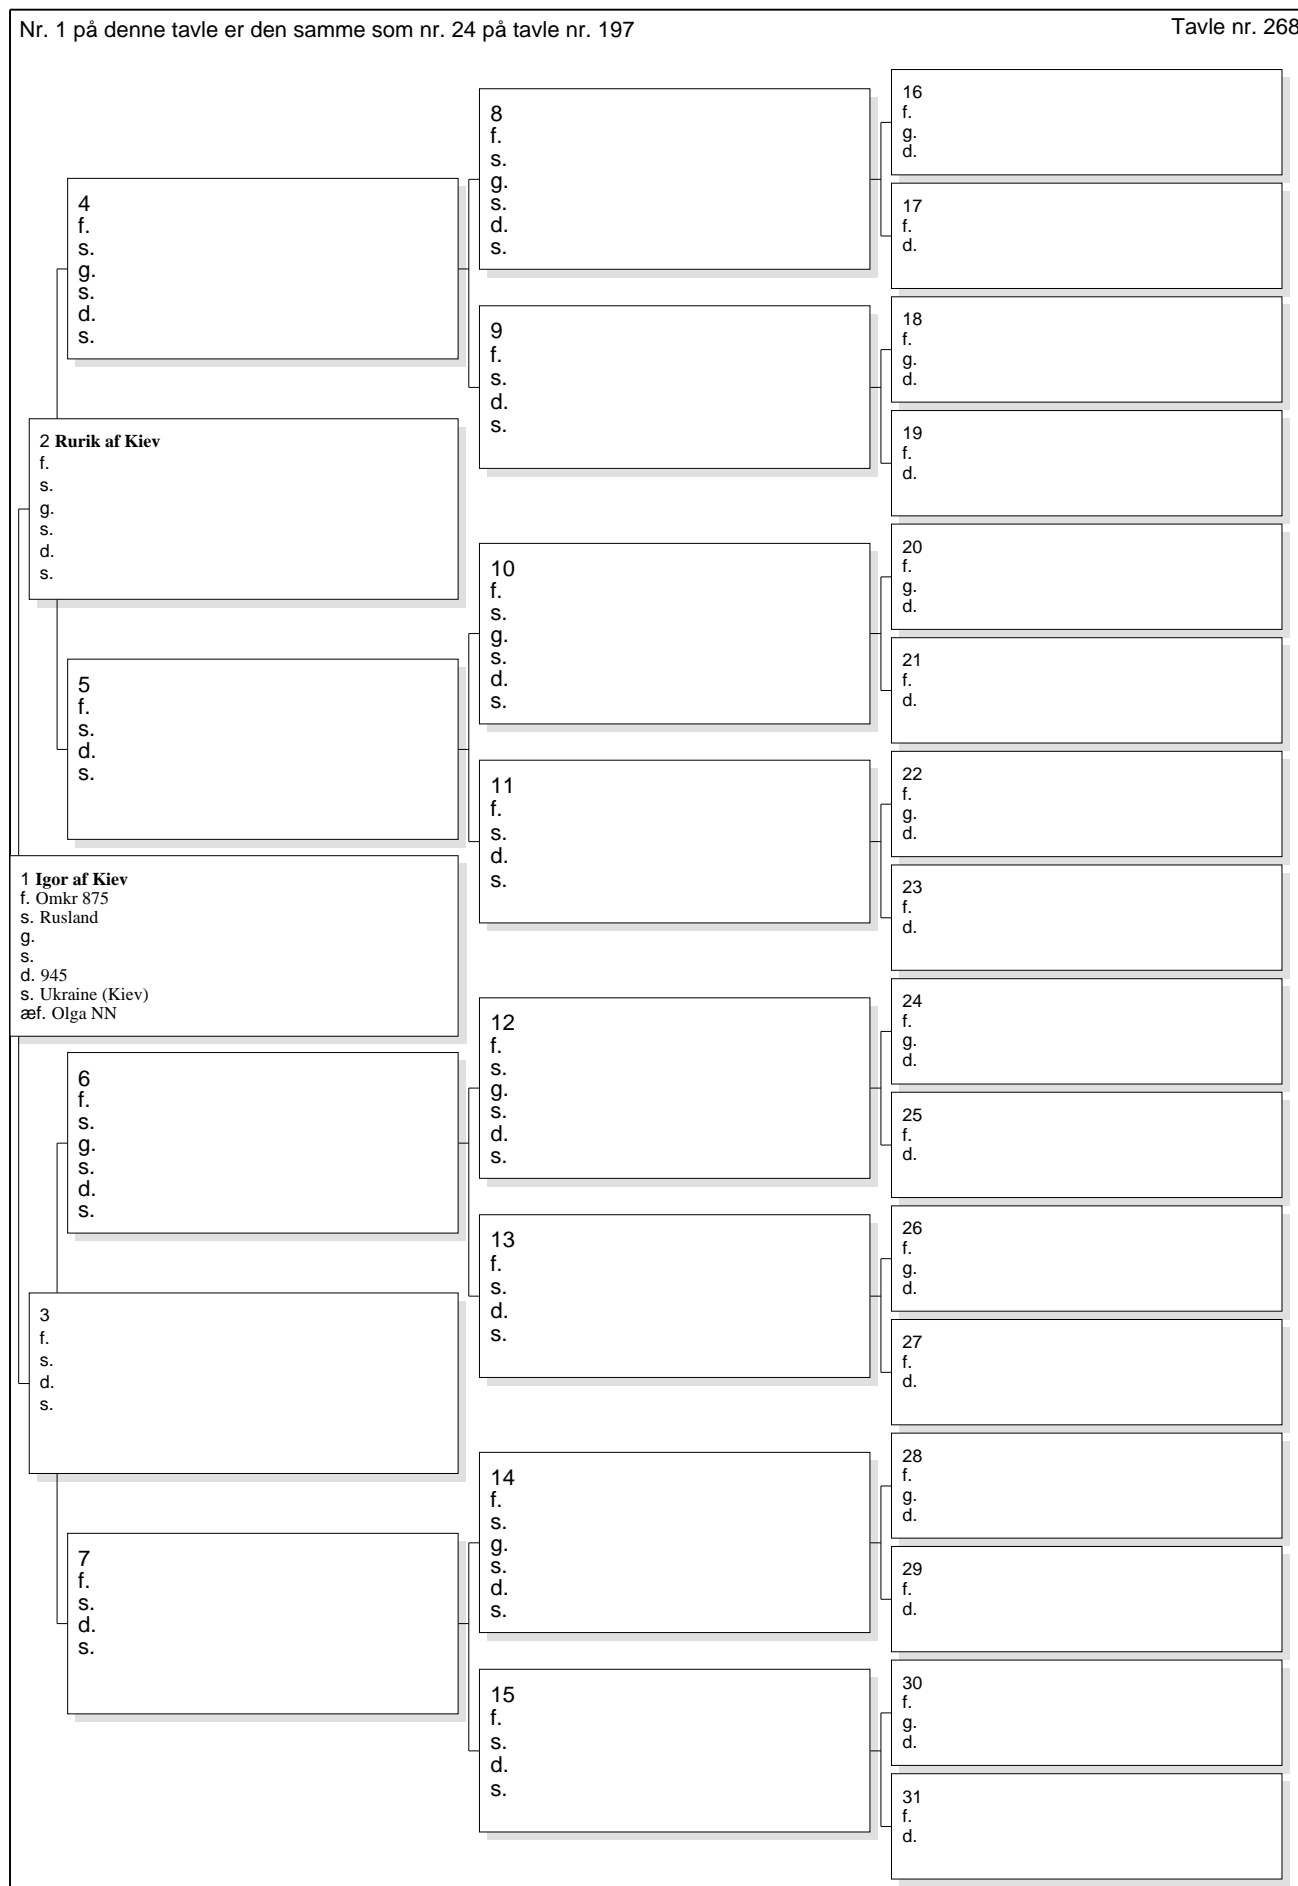 Nr. 1 på denne tavle er den samme som nr. 24 på tavle nr. 197
Tavle nr. 268
1 Igor af Kiev
f. Omkr 875
s. Rusland
g.
s.
d. 945
s. Ukraine (Kiev)
æf. Olga NN
2 Rurik af Kiev
f.
s.
g.
s.
d.
s.
3
f.
s.
d.
s.
4
f.
s.
g.
s.
d.
s.
5
f.
s.
d.
s.
6
f.
s.
g.
s.
d.
s.
7
f.
s.
d.
s.
8
f.
s.
g.
s.
d.
s.
9
f.
s.
d.
s.
10
f.
s.
g.
s.
d.
s.
11
f.
s.
d.
s.
12
f.
s.
g.
s.
d.
s.
13
f.
s.
d.
s.
14
f.
s.
g.
s.
d.
s.
15
f.
s.
d.
s.
16
f.
g.
d.
17
f.
d.
18
f.
g.
d.
19
f.
d.
20
f.
g.
d.
21
f.
d.
22
f.
g.
d.
23
f.
d.
24
f.
g.
d.
25
f.
d.
26
f.
g.
d.
27
f.
d.
28
f.
g.
d.
29
f.
d.
30
f.
g.
d.
31
f.
d.